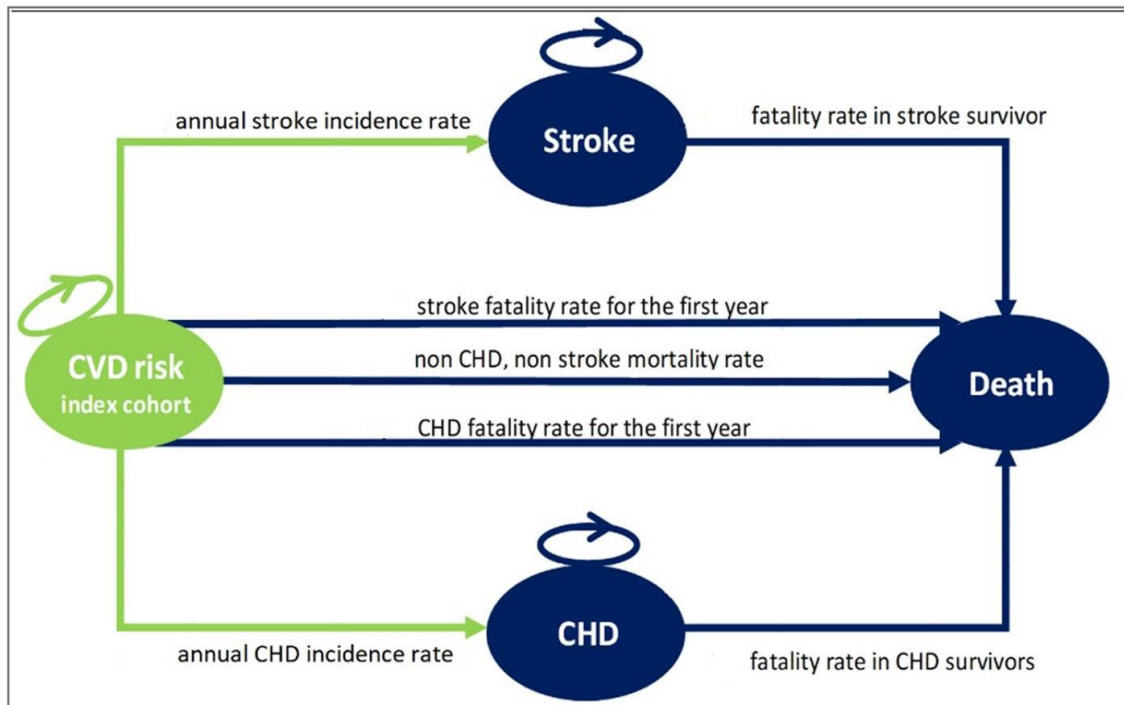 annual stroke incidence rate
Stroke
fatality rate in stroke survivor
stroke fatality rate for the first year
CVD risk
index cohort
non CHD, non stroke mortality rate
Death
CHD fatality rate for the first year
CHD
annual CHD incidence rate
fatality rate in CHD survivors